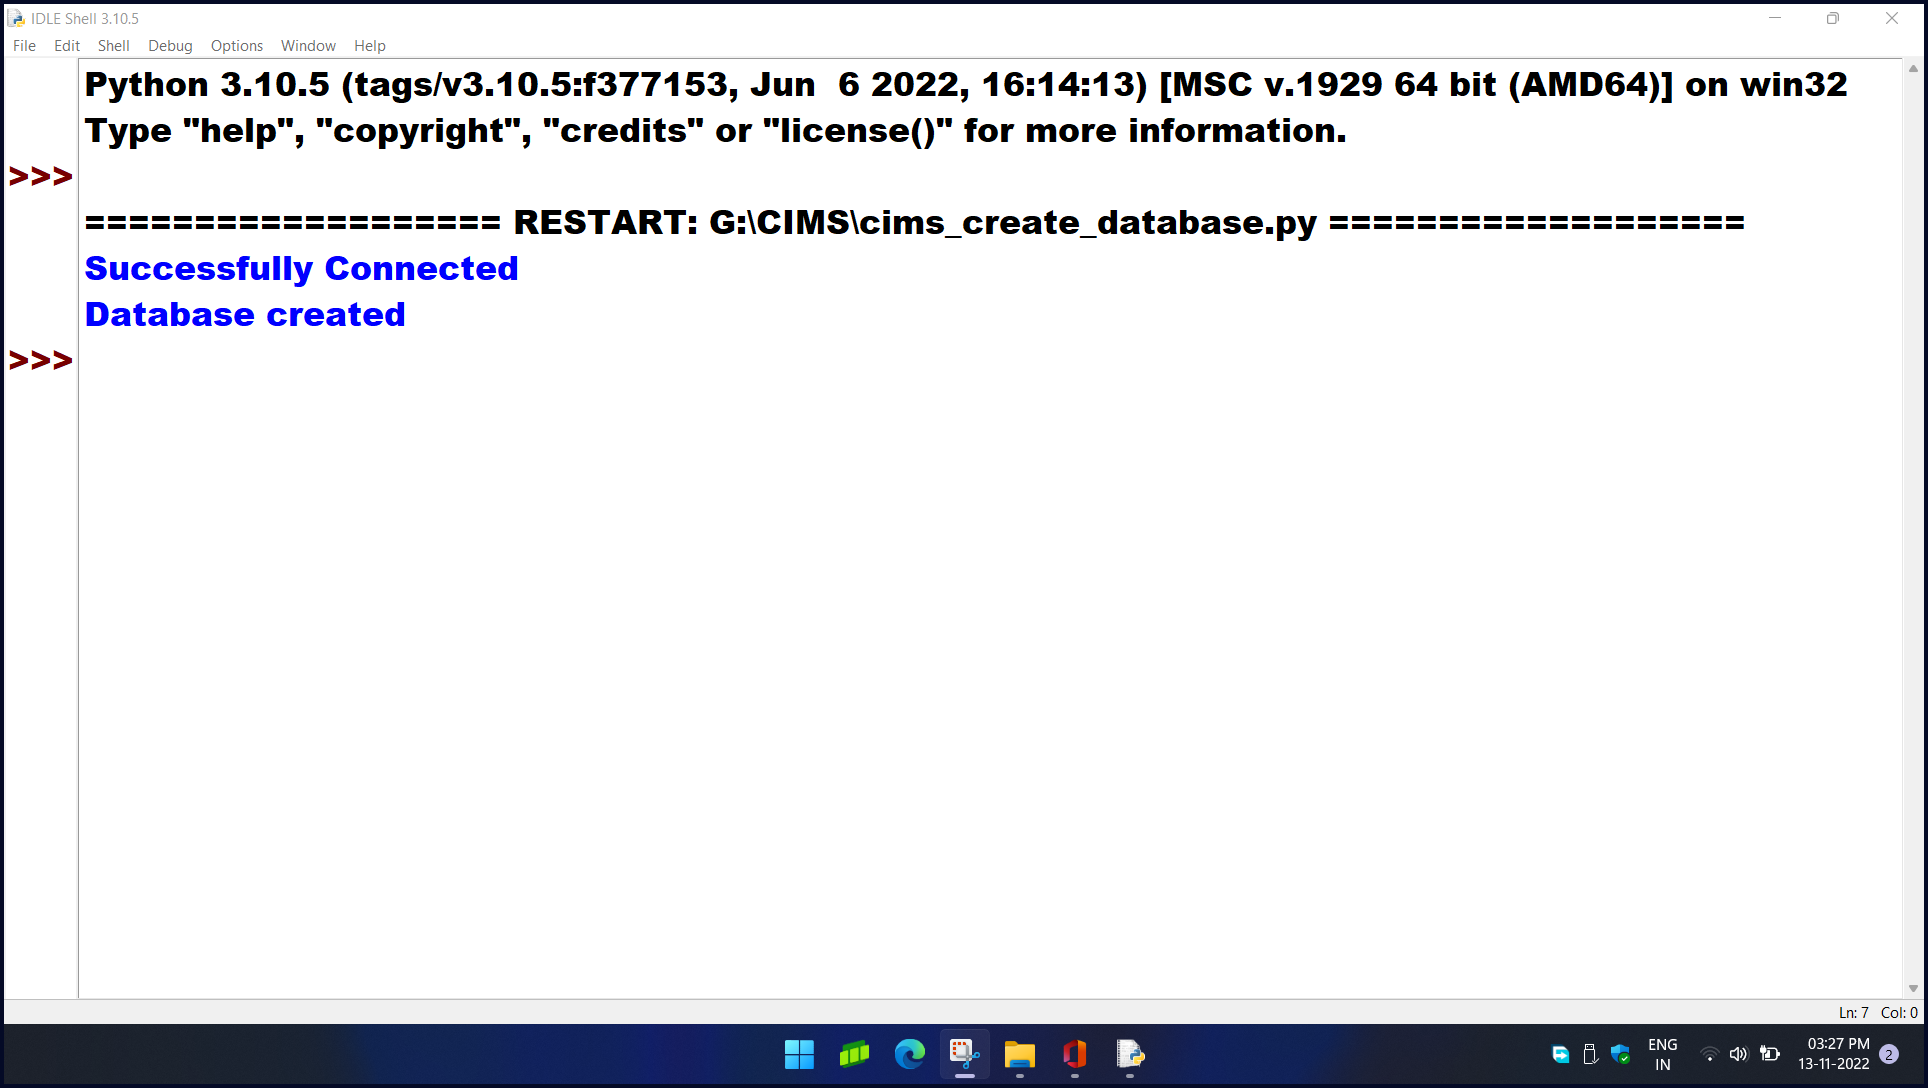 IDLE Shell 3.10.5
File Edit Shell Debug Options Window Help
Python 3.10.5 (tags/v3.10.5:f377153, Jun  6 2022, 16:14:13) [MSC v.1929 64 bit (AMD64)] on win32
Type "help", "copyright", "credits" or "license()" for more information.
>>>
=================== RESTART: G:\CIMS\cims_create_database.py ===================
Successfully Connected
Database created
>>>
Ln: 7 Col: 0
ENG
IN
03:27 PM
13-11-2022
2